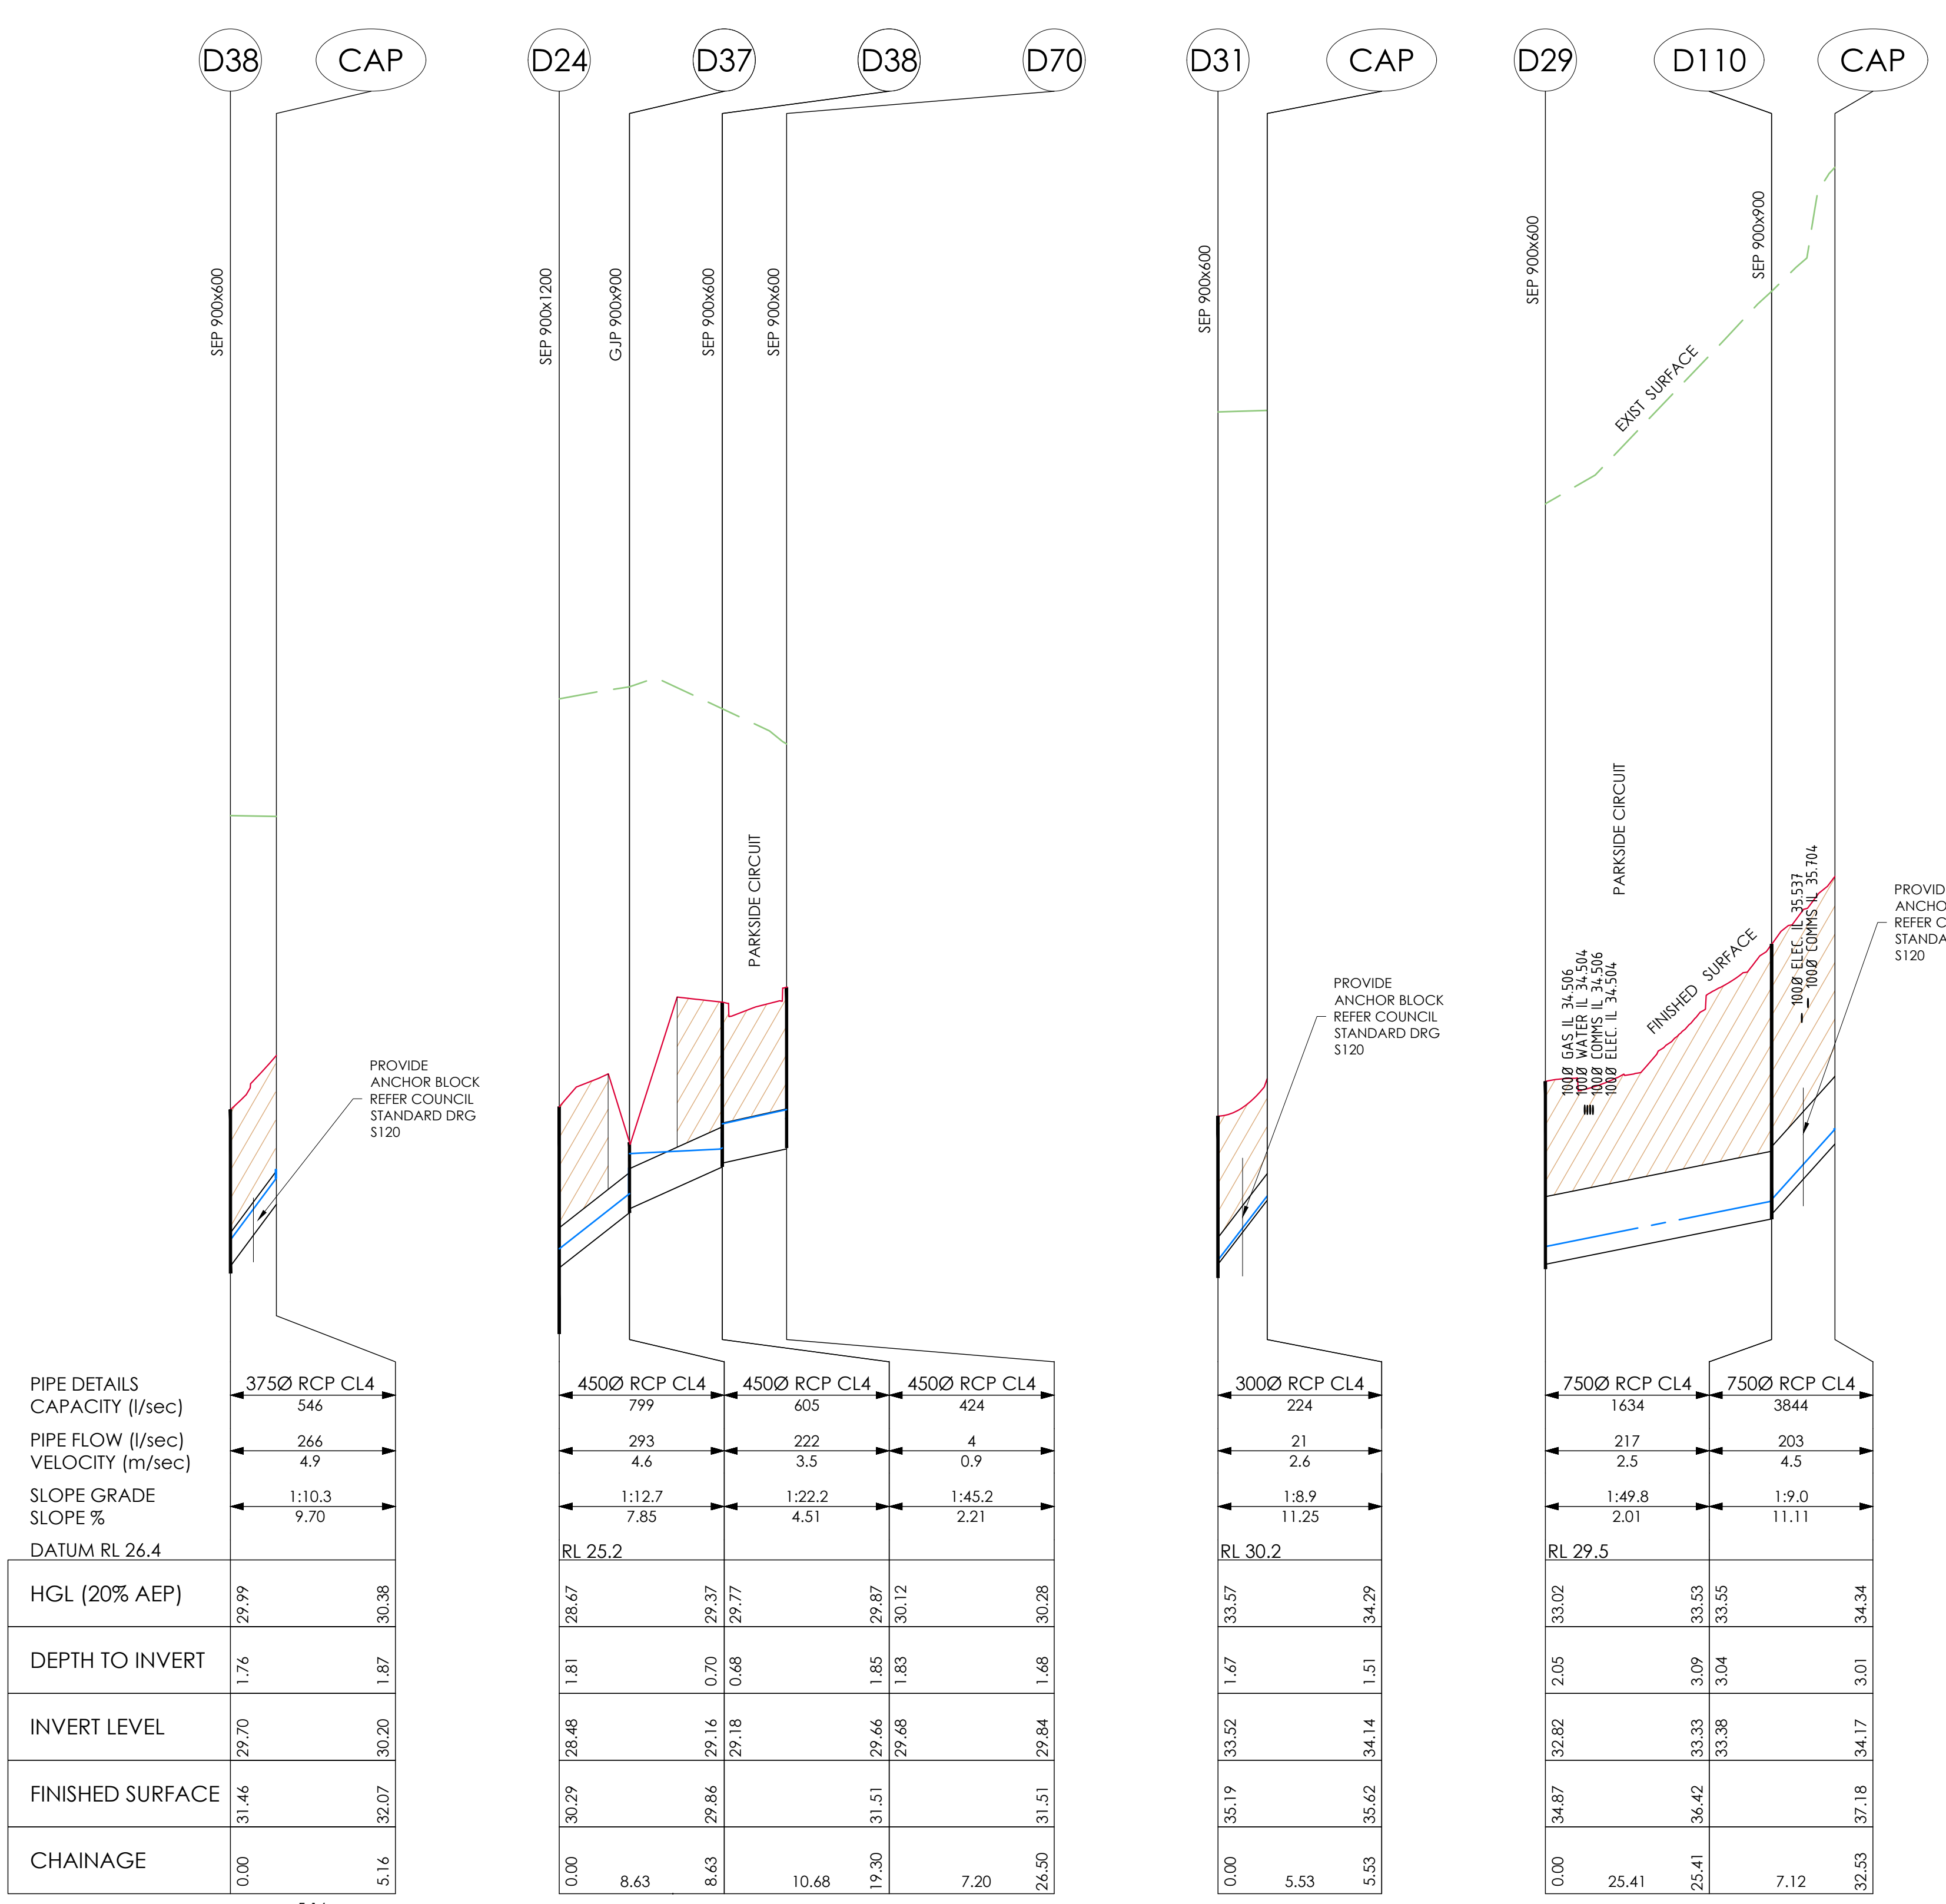 D38 CAP D24 D37 D38 D70 D31 CAP D29 D110 CAP
SEP 900x600
SEP 900x1200
GJP 900x900
SEP 900x600
SEP 900x600
SEP 900x600
SEP 900x600
SEP 900x900
EXIST SURFACE
PARKSIDE CIRCUIT
PARKSIDE CIRCUIT
FINISHED SURFACE
100Ø GAS IL 34.506
100Ø WATER IL 34.504
100Ø COMMS IL 34.506
100Ø ELEC. IL 34.504
100Ø ELEC. IL 35.537
100Ø COMMS IL 35.704
PROVIDE
ANCHOR BLOCK
REFER COUNCIL
STANDARD DRG
S120
PROVIDE
ANCHOR BLOCK
REFER COUNCIL
STANDARD DRG
S120
PROVID
ANCHO
REFER C
STANDA
S120
PIPE DETAILS 375Ø RCP CL4 450Ø RCP CL4 450Ø RCP CL4 450Ø RCP CL4 300Ø RCP CL4 750Ø RCP CL4 750Ø RCP CL4
CAPACITY (l/sec) 546 799 605 424 224 1634 3844
PIPE FLOW (l/sec) 266 293 222 4 21 217 203
VELOCITY (m/sec) 4.9 4.6 3.5 0.9 2.6 2.5 4.5
SLOPE GRADE 1:10.3 1:12.7 1:22.2 1:45.2 1:8.9 1:49.8 1:9.0
SLOPE % 9.70 7.85 4.51 2.21 11.25 2.01 11.11
DATUM RL 26.4 RL 25.2 RL 30.2 RL 29.5
HGL (20% AEP) 29.99 30.38 28.67 29.37 29.77 29.87 30.12 30.28 33.57 34.29 33.02 33.53 33.55 34.34
DEPTH TO INVERT 1.76 1.87 1.81 0.70 0.68 1.85 1.83 1.68 1.67 1.51 2.05 3.09 3.04 3.01
INVERT LEVEL 29.70 30.20 28.48 29.16 29.18 29.66 29.68 29.84 33.52 34.14 32.82 33.33 33.38 34.17
FINISHED SURFACE 31.46 32.07 30.29 29.86 31.51 31.51 35.19 35.62 34.87 36.42 37.18
CHAINAGE 0.00 5.16 0.00 8.63 8.63 10.68 19.30 7.20 26.50 0.00 5.53 5.53 0.00 25.41 25.41 7.12 32.53